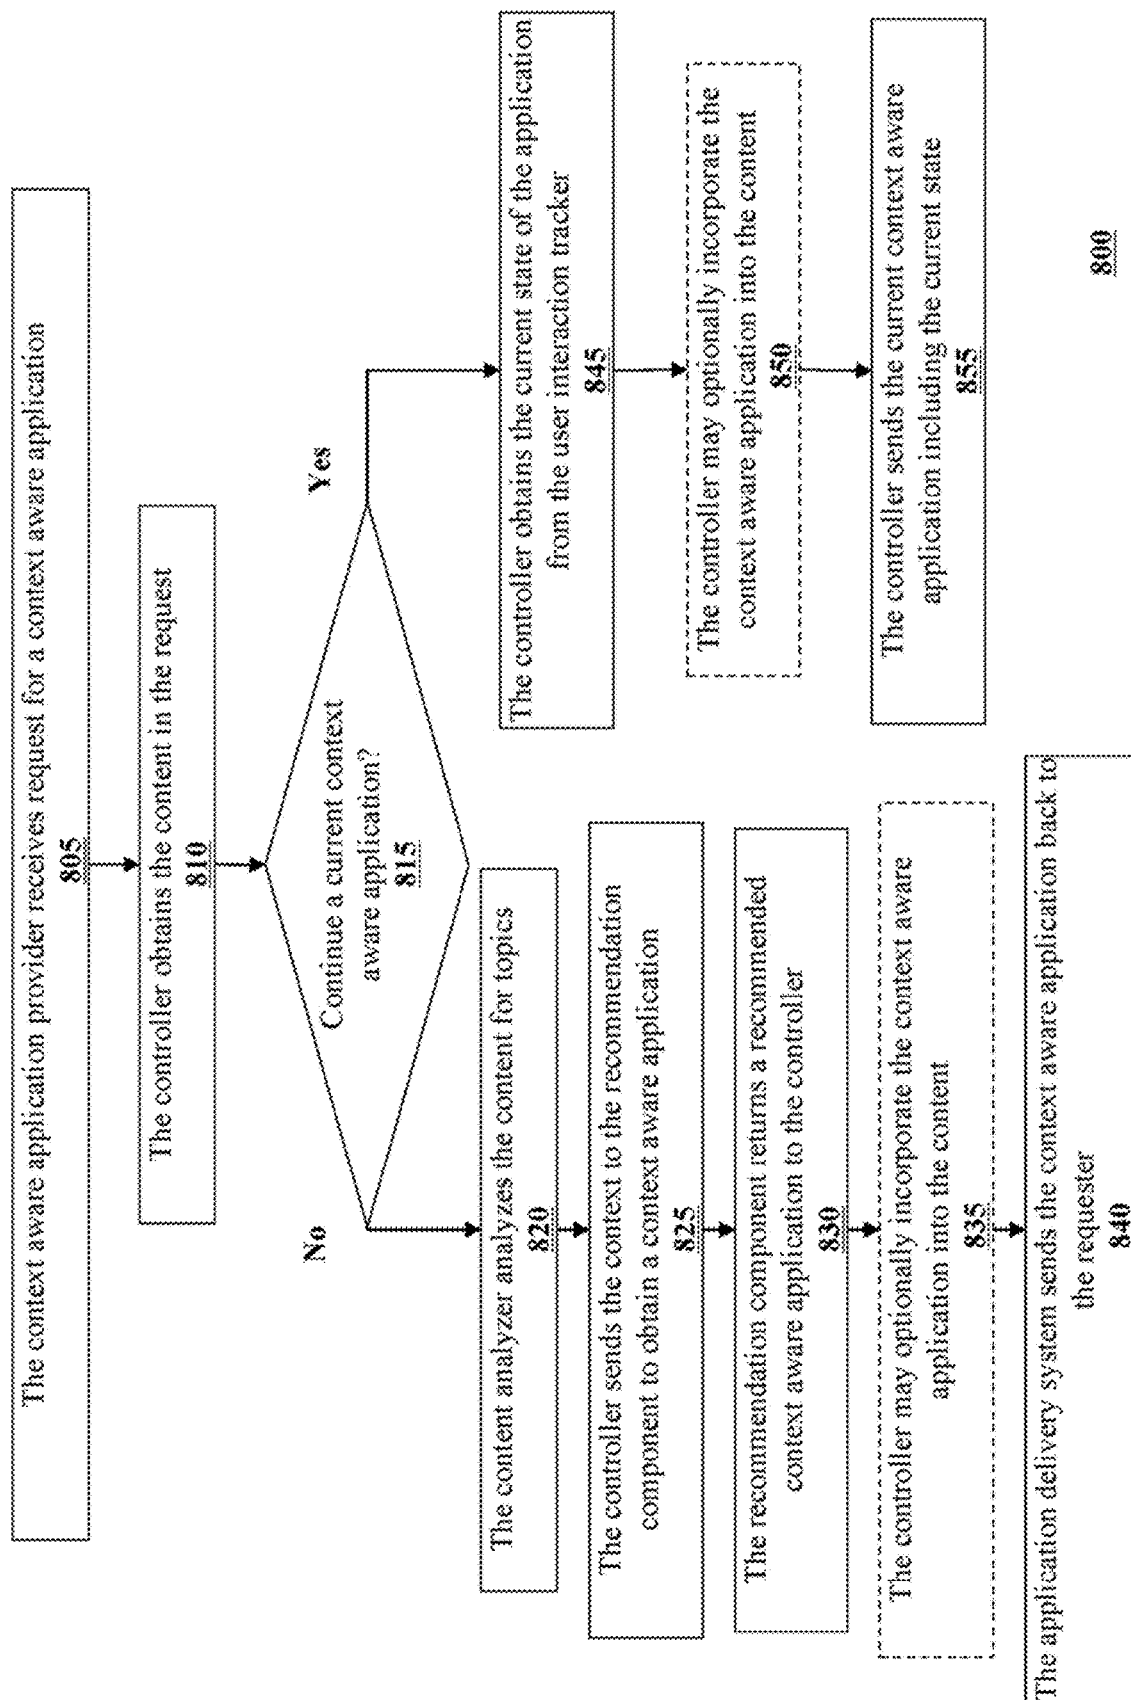 The context aware application provider receives request for a context aware application
805
The controller obtains the content in the request
810
Continue a current context
aware application?
815
No
Yes
The content analyzer analyzes the content for topics
820
The controller sends the context to the recommendation
component to obtain a context aware application
825
The recommendation component returns a recommended
context aware application to the controller
830
The controller may optionally incorporate the context aware
application into the content
835
The application delivery system sends the context aware application back to
the requester
840
The controller obtains the current state of the application
from the user interaction tracker
845
The controller may optionally incorporate the
context aware application into the content
850
The controller sends the current context aware
application including the current state
855
800